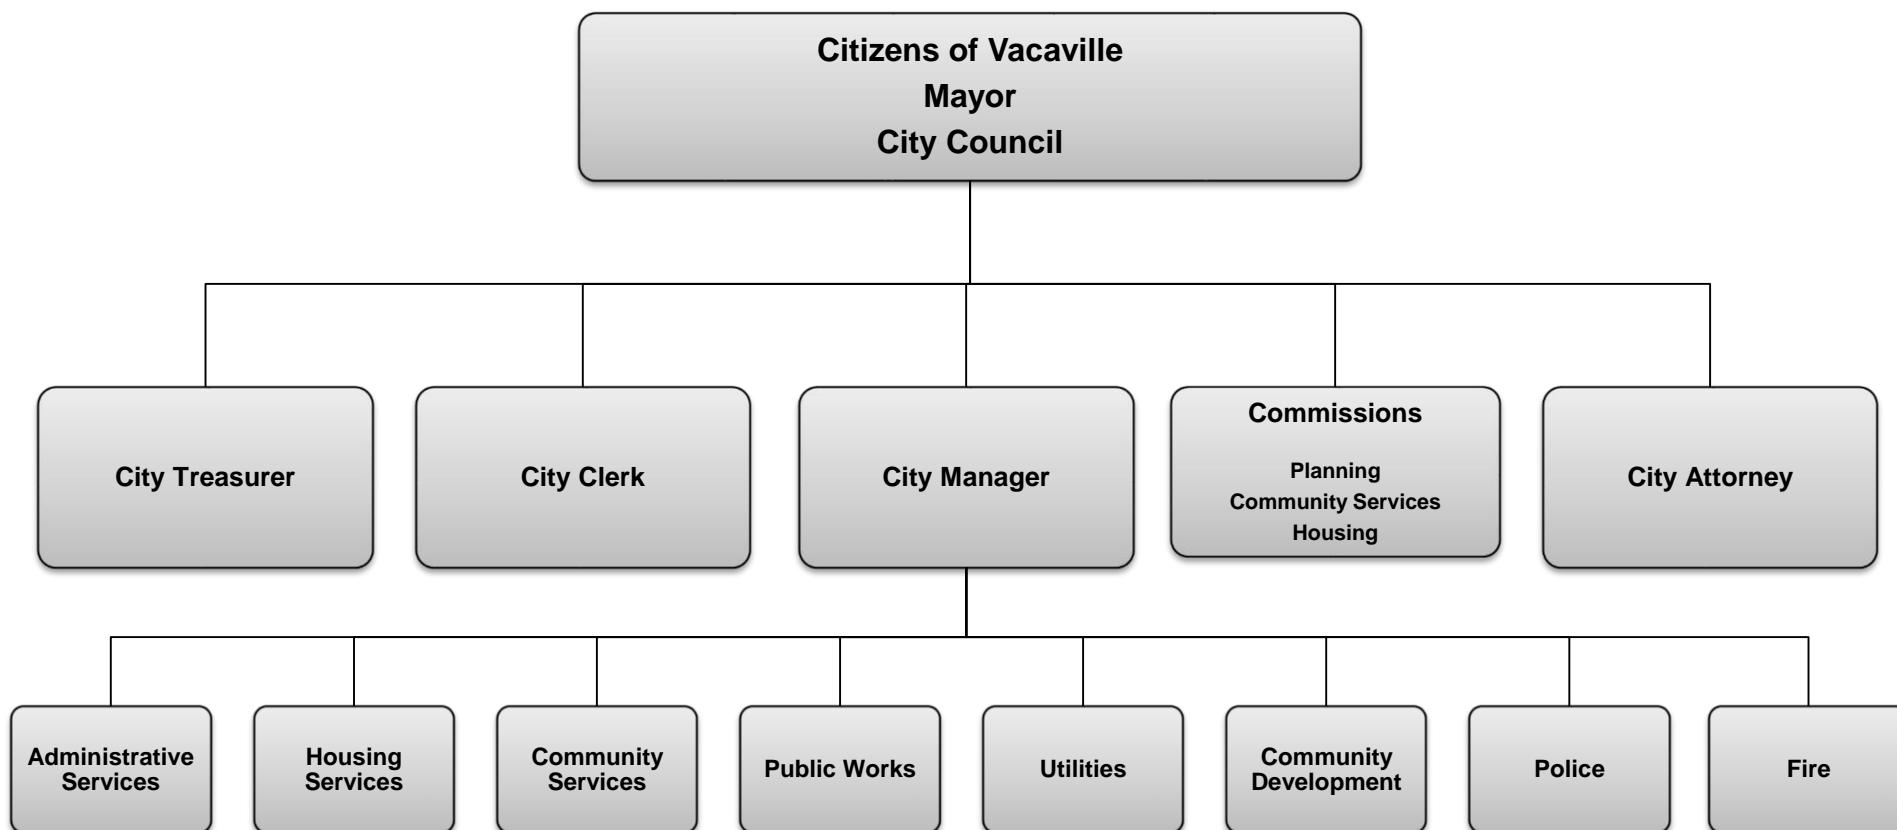 Citizens of Vacaville
Mayor
City Council
City Treasurer
City Clerk
City Manager
Commissions
Planning
Community Services
Housing
City Attorney
Administrative
Services
Housing
Services
Community
Services
Public Works
Utilities
Community
Development
Police
Fire